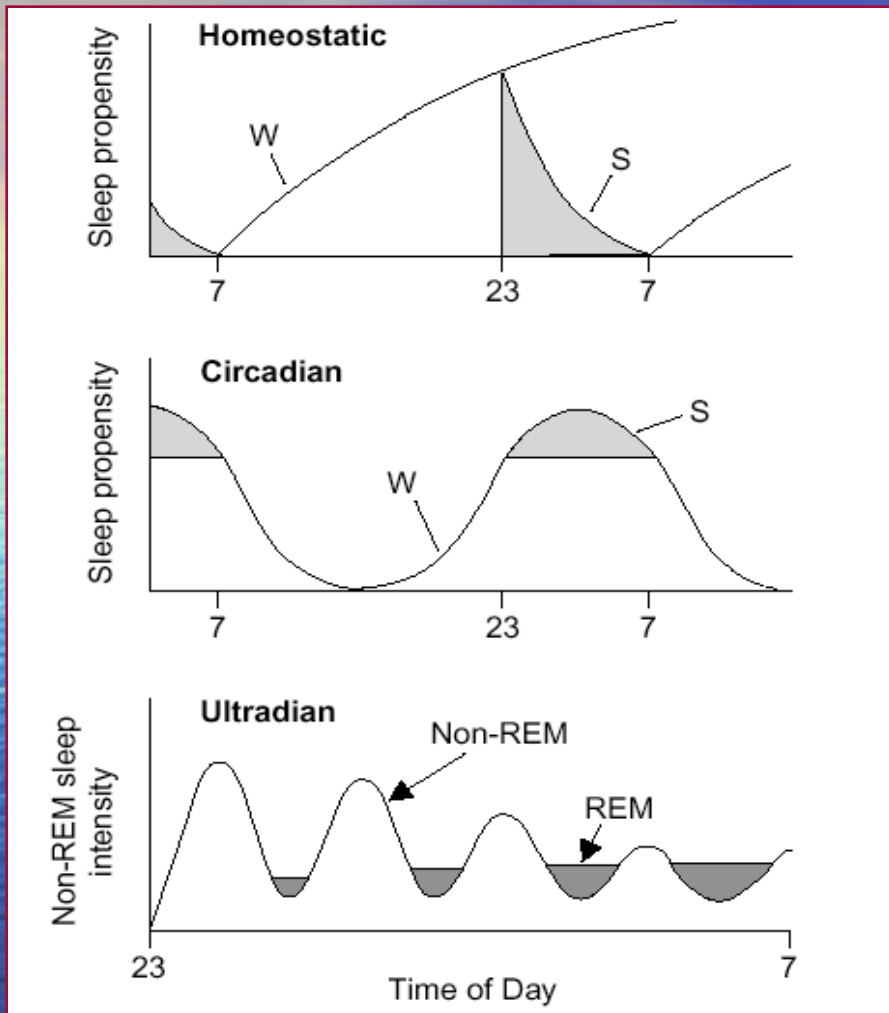 Homeostatic
Sleep propensity
W
S
7
23
7
Circadian
Sleep propensity
W
S
7
23
7
Ultradian
Non-REM sleep
intensity
Non-REM
REM
23
7
Time of Day